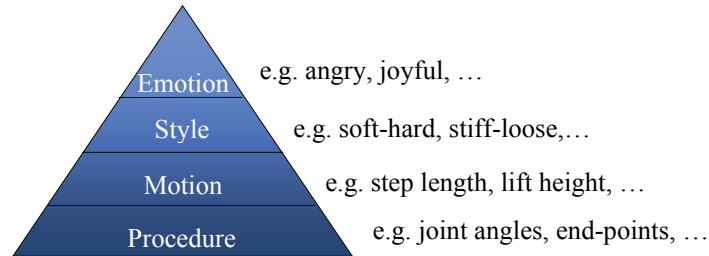 Emotion e.g. angry, joyful, …
Style e.g. soft-hard, stiff-loose,…
Motion e.g. step length, lift height, …
Procedure e.g. joint angles, end-points, …